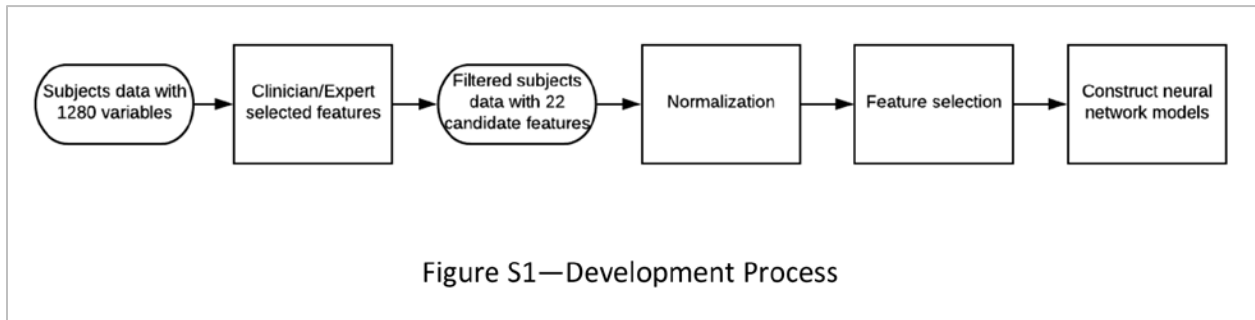 Subjects data with
1280 variables
Clinician/Expert
selected features
Filtered subjects
data with 22
candidate features
Normalization
Feature selection
Construct neural
network models
Figure S1—Development Process